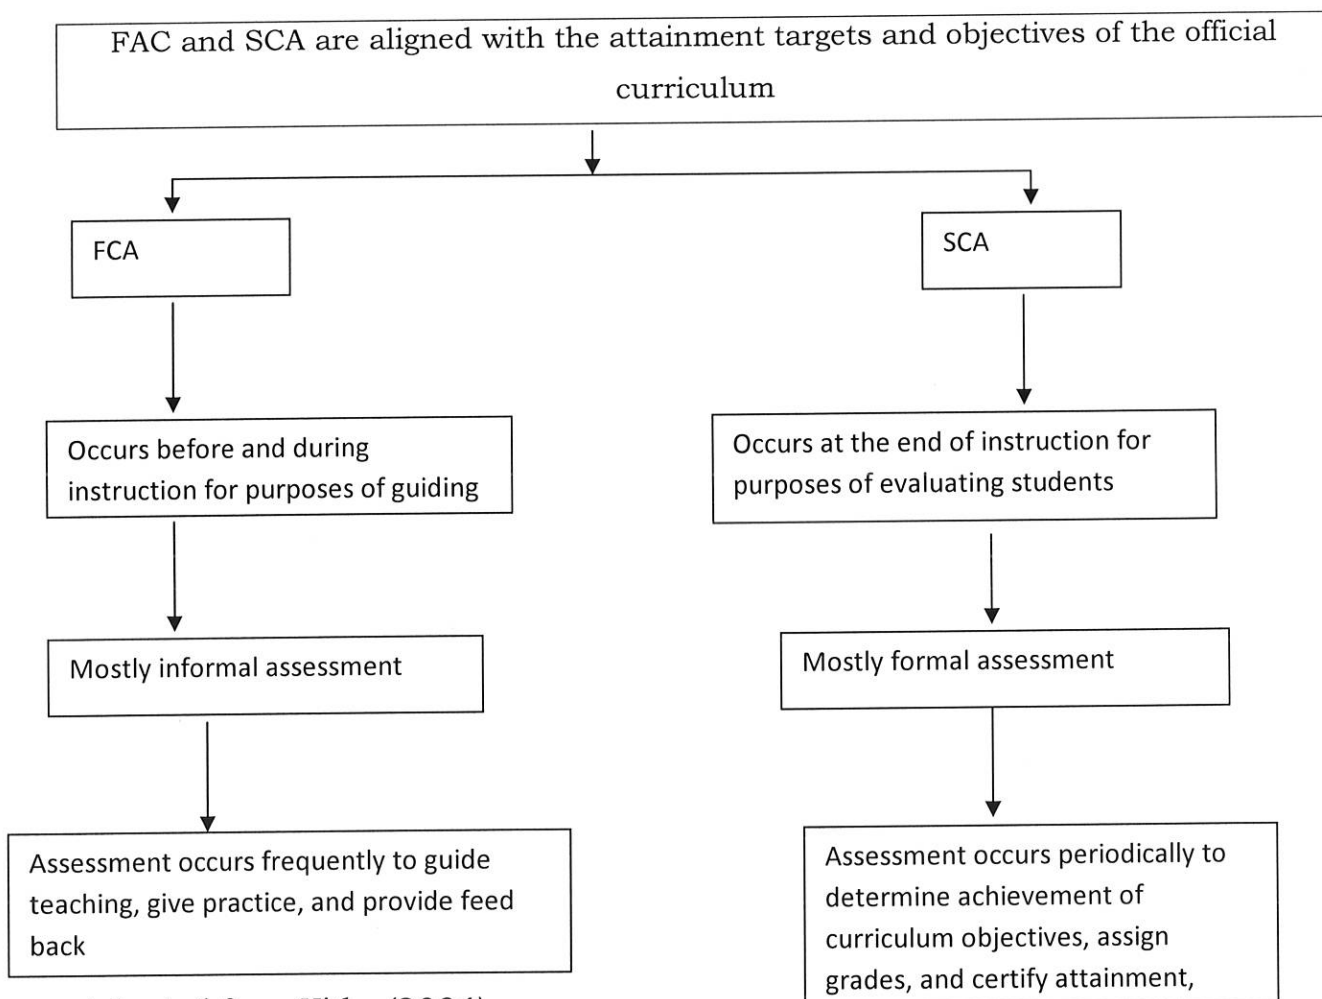 FAC and SCA are aligned with the attainment targets and objectives of the official
curriculum
FCA
SCA
Occurs before and during
instruction for purposes of guiding
Occurs at the end of instruction for
purposes of evaluating students
Mostly informal assessment
Mostly formal assessment
Assessment occurs frequently to guide
teaching, give practice, and provide feed
back
Assessment occurs periodically to
determine achievement of
curriculum objectives, assign
grades, and certify attainment,
(2004)